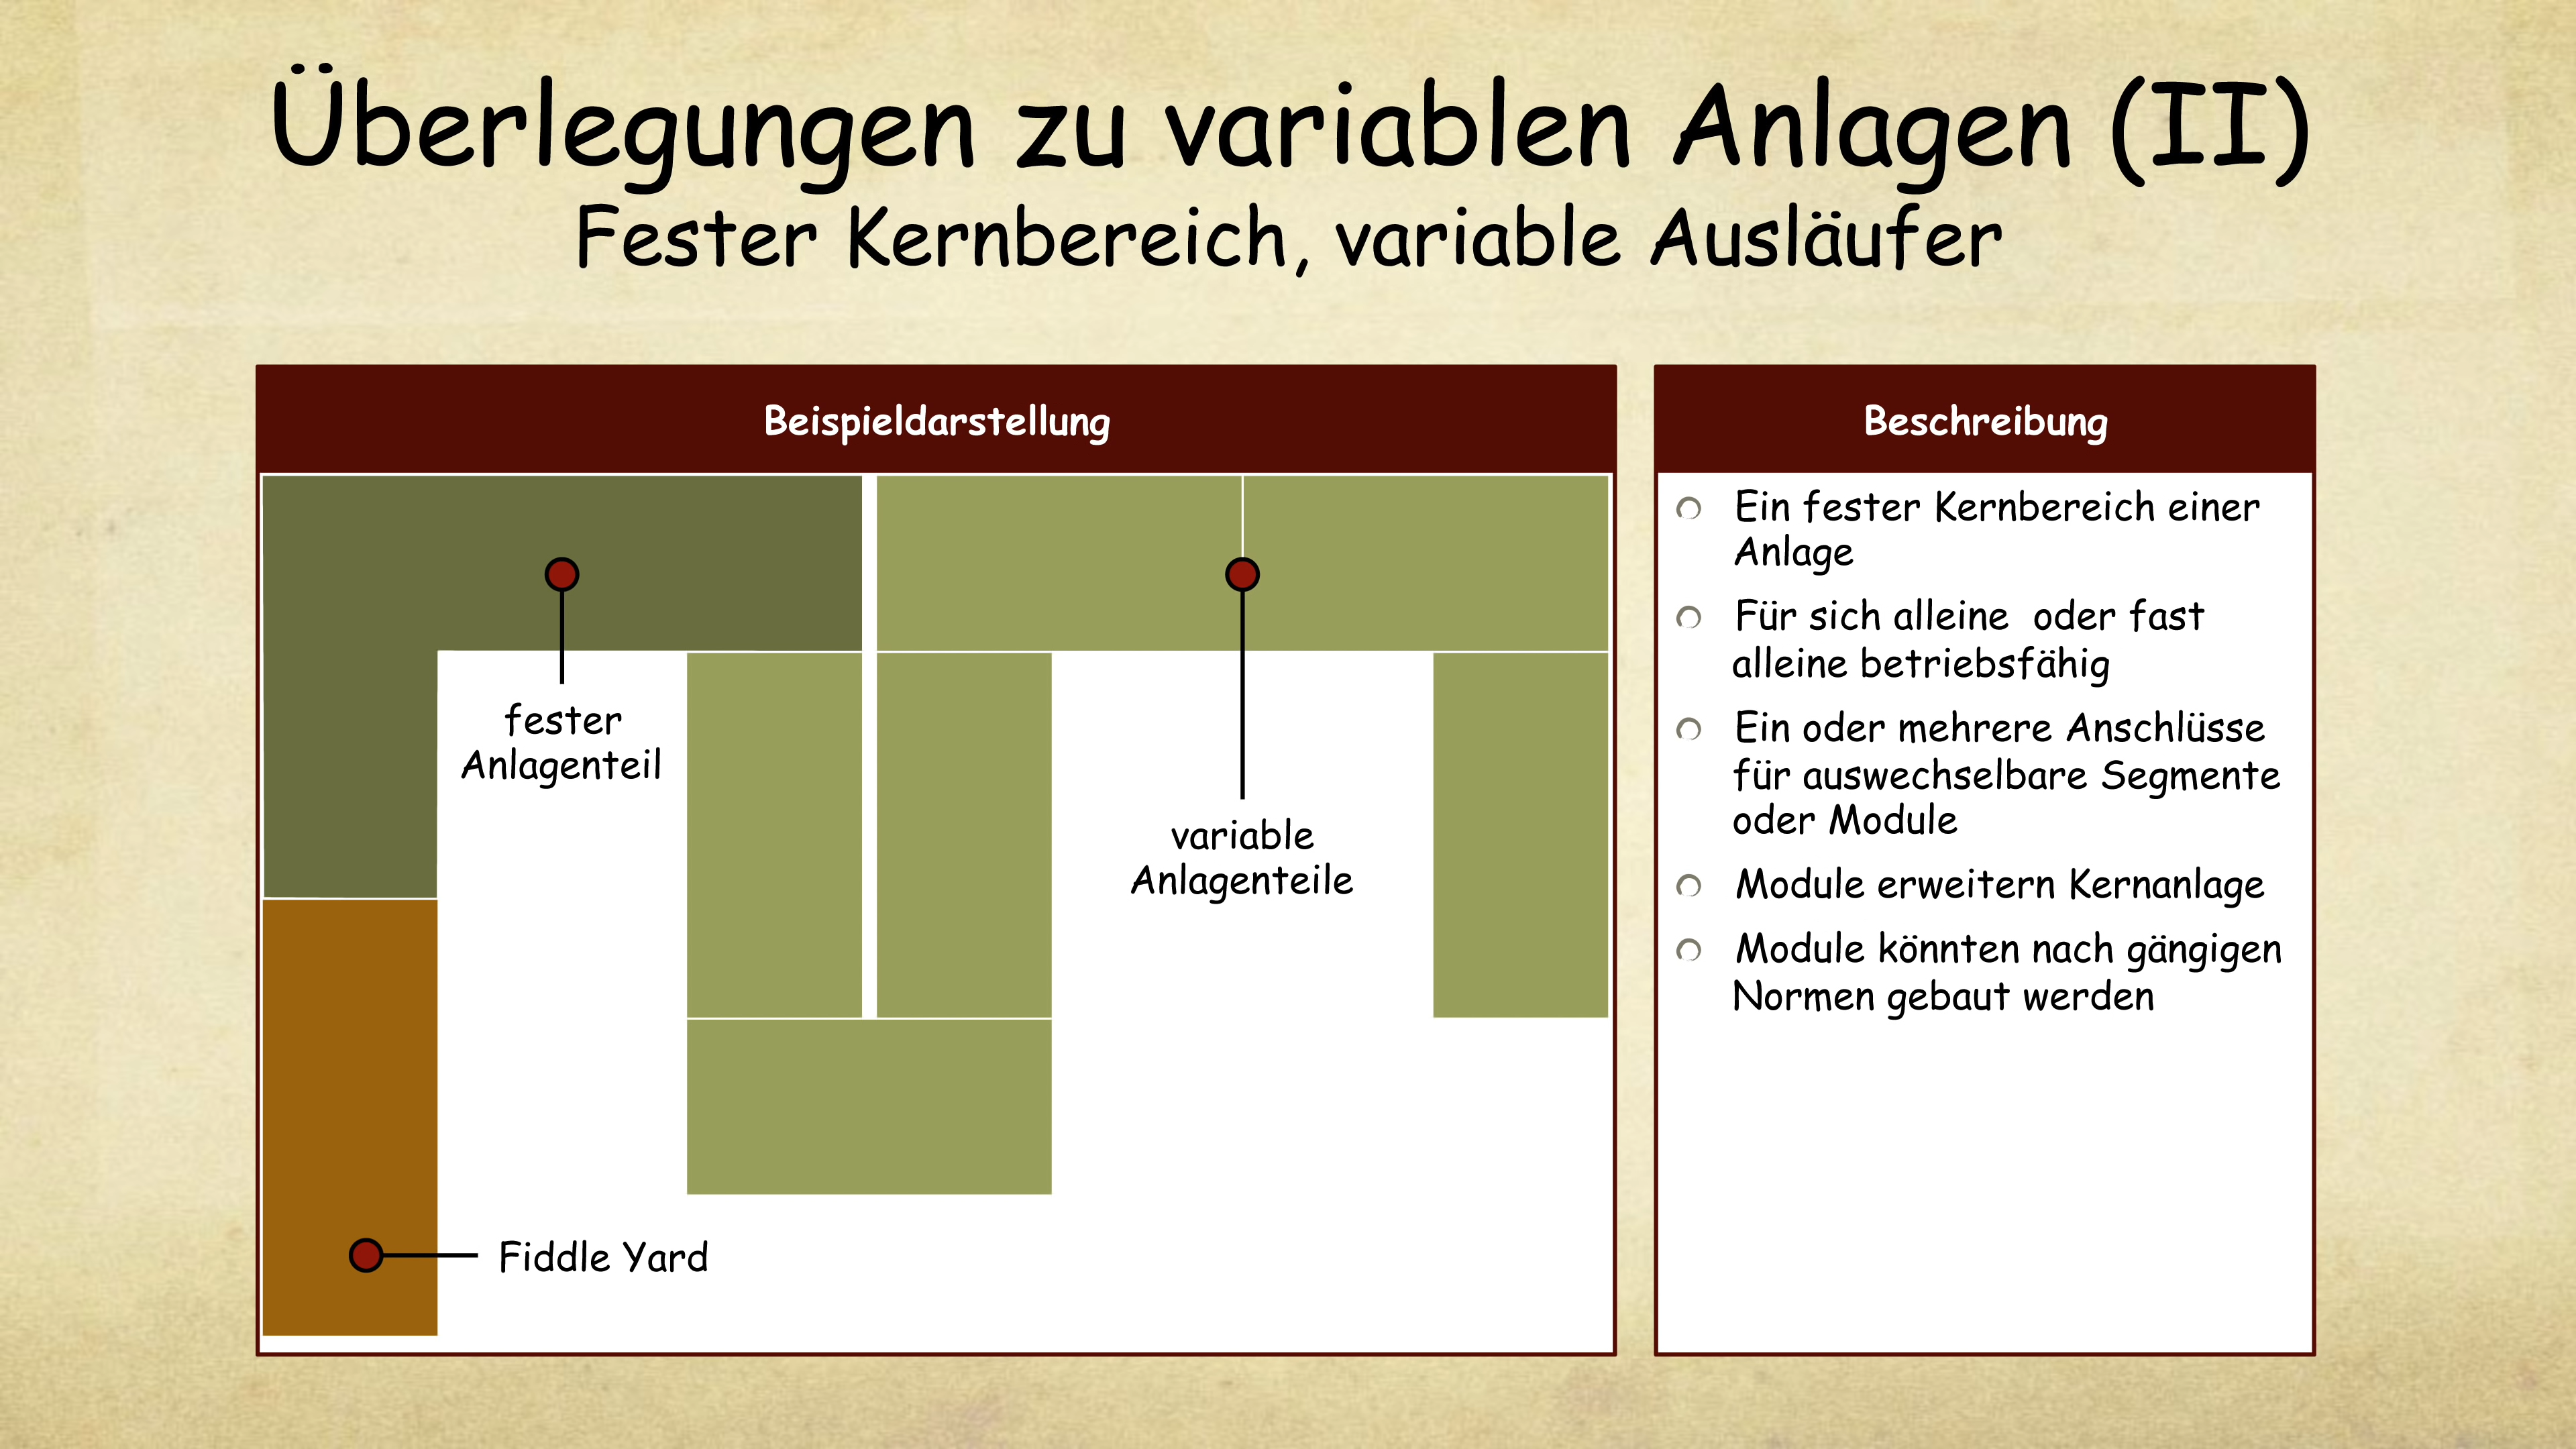 Überlegungen zu variablen Anlagen (II)
Fester Kernbereich, variable Ausläufer
Beispieldarstellung
fester
Anlagenteil
variable
Anlagenteile
Fiddle Yard
Beschreibung
Ein fester Kernbereich einer
Anlage
Für sich alleine  oder fast
alleine betriebsfähig
Ein oder mehrere Anschlüsse
für auswechselbare Segmente
oder Module
Module erweitern Kernanlage
Module könnten nach gängigen
Normen gebaut werden